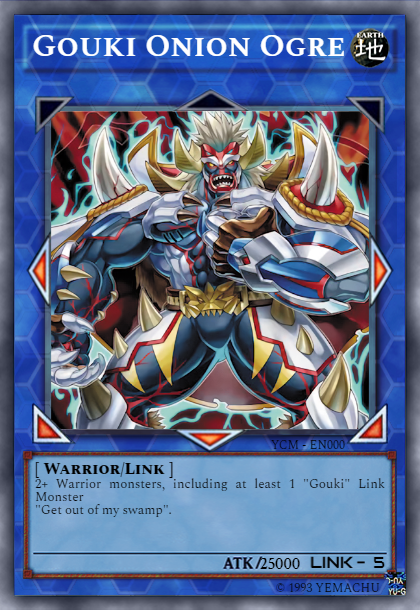 GOUKI ONION OGRE
EARTH
地
YCM - EN000
[ WARRIOR/LINK ]
2+ Warrior monsters, including at least 1 "Gouki" Link
Monster
"Get out of my swamp".
ATK/25000 LINK - 5
© 1993 YEMACHU